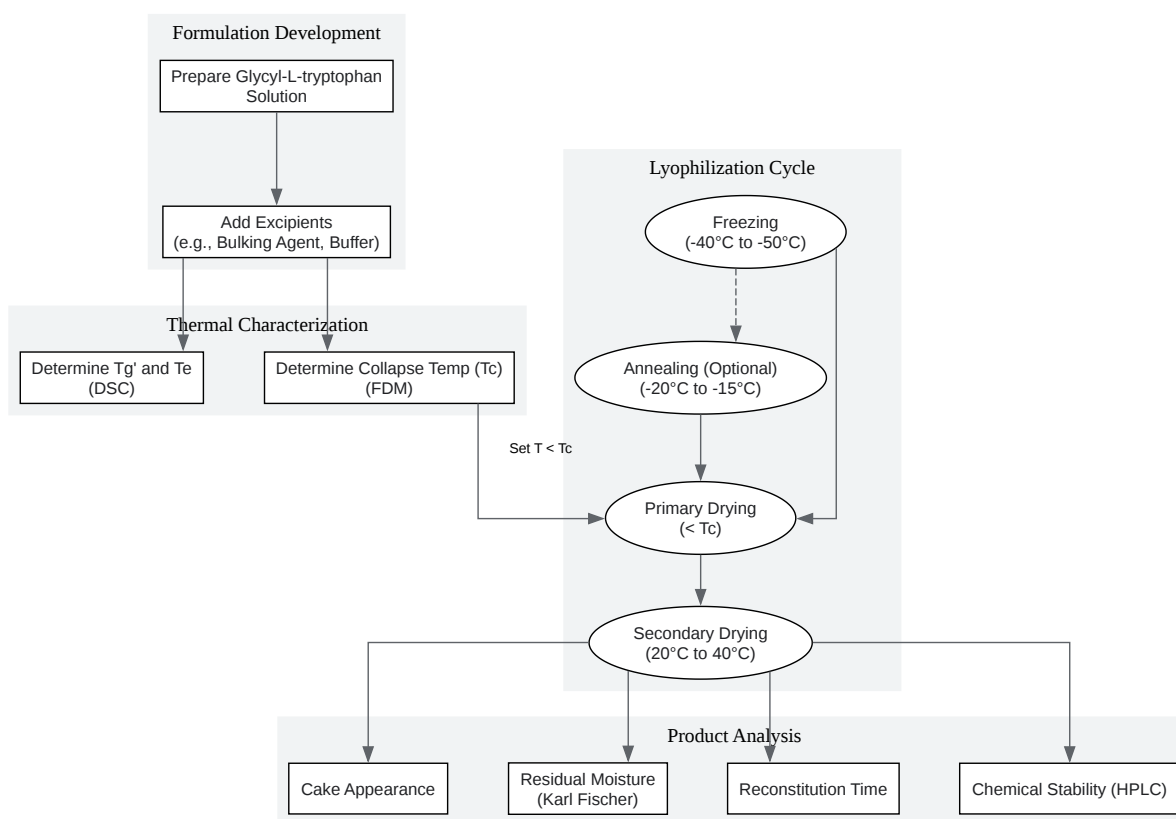 Formulation Development
Prepare Glycyl-L-tryptophan
Solution
Add Excipients
(e.g., Bulking Agent, Buffer)
Thermal Characterization
Determine Tg' and Te
(DSC)
Determine Collapse Temp (Tc)
(FDM)
Set T < Tc
Lyophilization Cycle
Freezing
(-40°C to -50°C)
Annealing (Optional)
(-20°C to -15°C)
Primary Drying
(< Tc)
Secondary Drying
(20°C to 40°C)
Product Analysis
Cake Appearance
Residual Moisture
(Karl Fischer)
Reconstitution Time
Chemical Stability (HPLC)